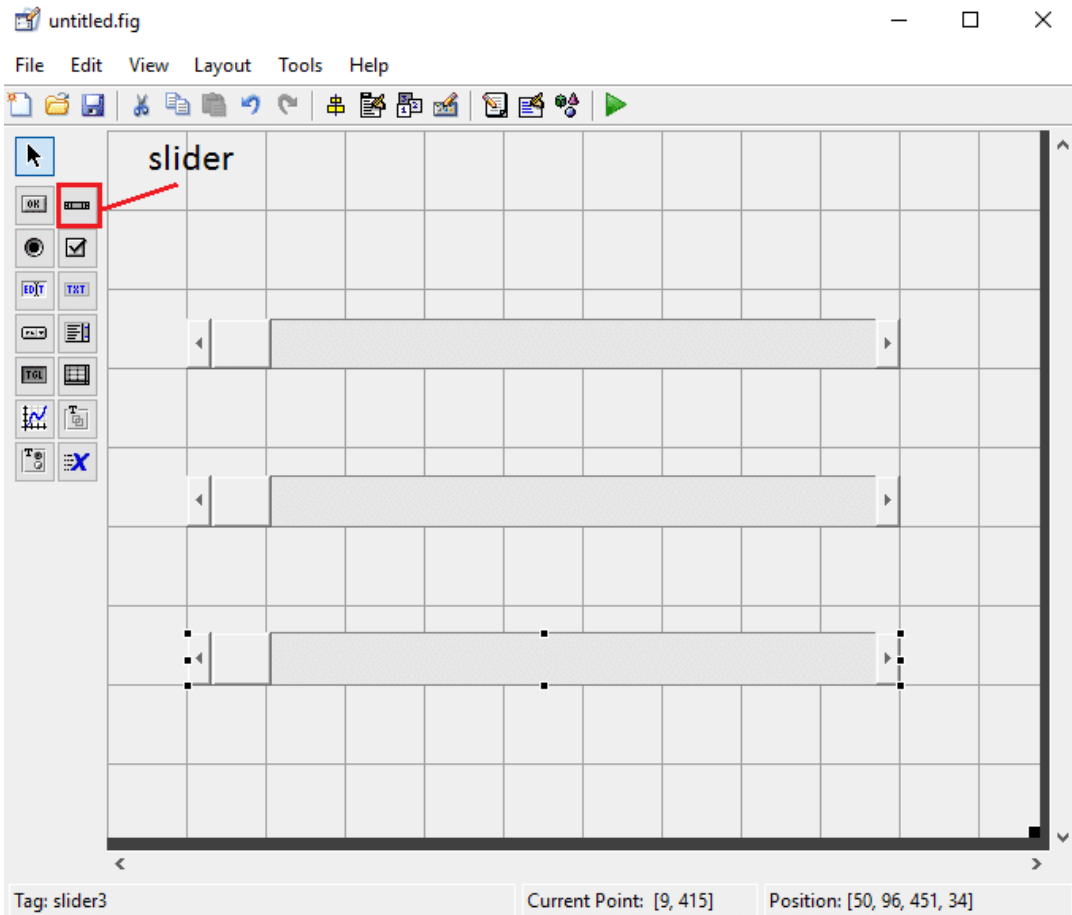 untitled.fig
File Edit View Layout Tools Help
slider
OK
EDIT TXT
TGL
Tag: slider3 Current Point: [9, 415] Position: [50, 96, 451, 34]